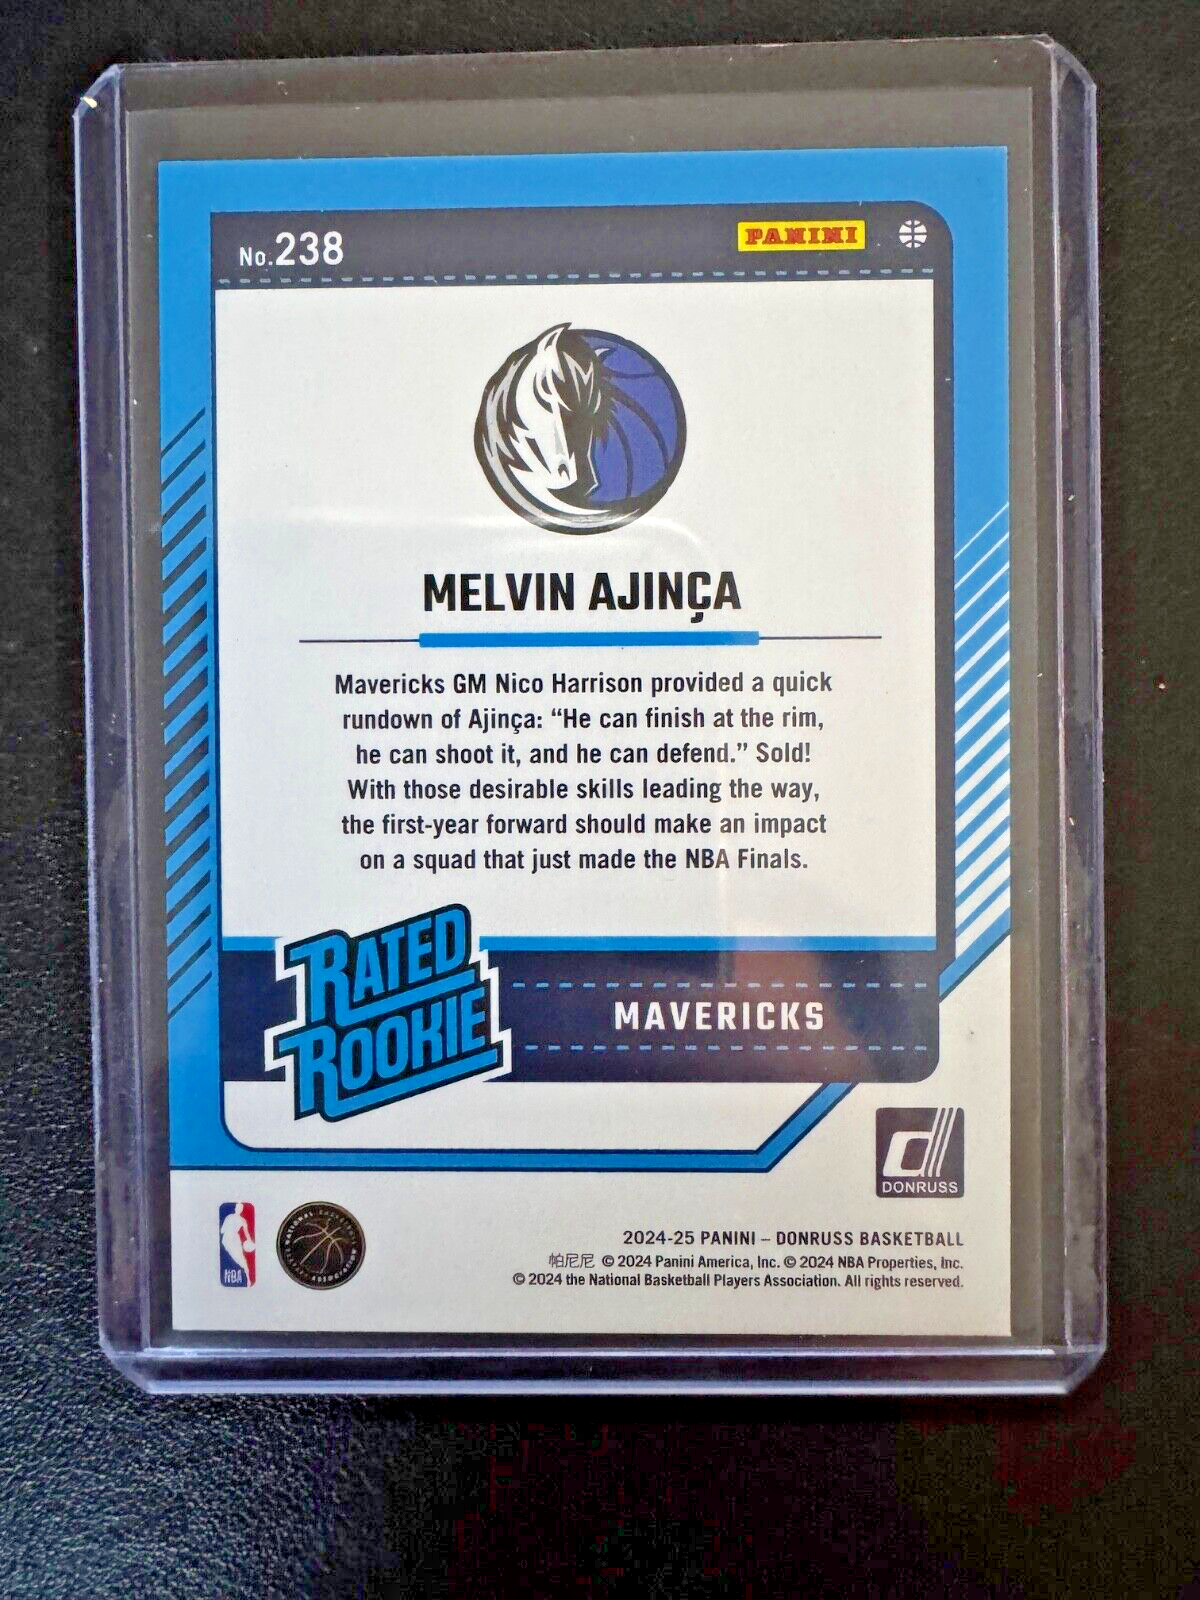 No.238
PANINI
MELVIN AJINÇA
Mavericks GM Nico Harrison provided a quick
rundown of Ajinça: “He can finish at the rim,
he can shoot it, and he can defend.” Sold!
With those desirable skills leading the way,
the first-year forward should make an impact
on a squad that just made the NBA Finals.
RATED
ROOKIE
MAVERICKS
DONRUSS
NBA
2024-25 PANINI – DONRUSS BASKETBALL
帕尼尼 © 2024 Panini America, Inc. © 2024 NBA Properties, Inc.
© 2024 the National Basketball Players Association. All rights reserved.